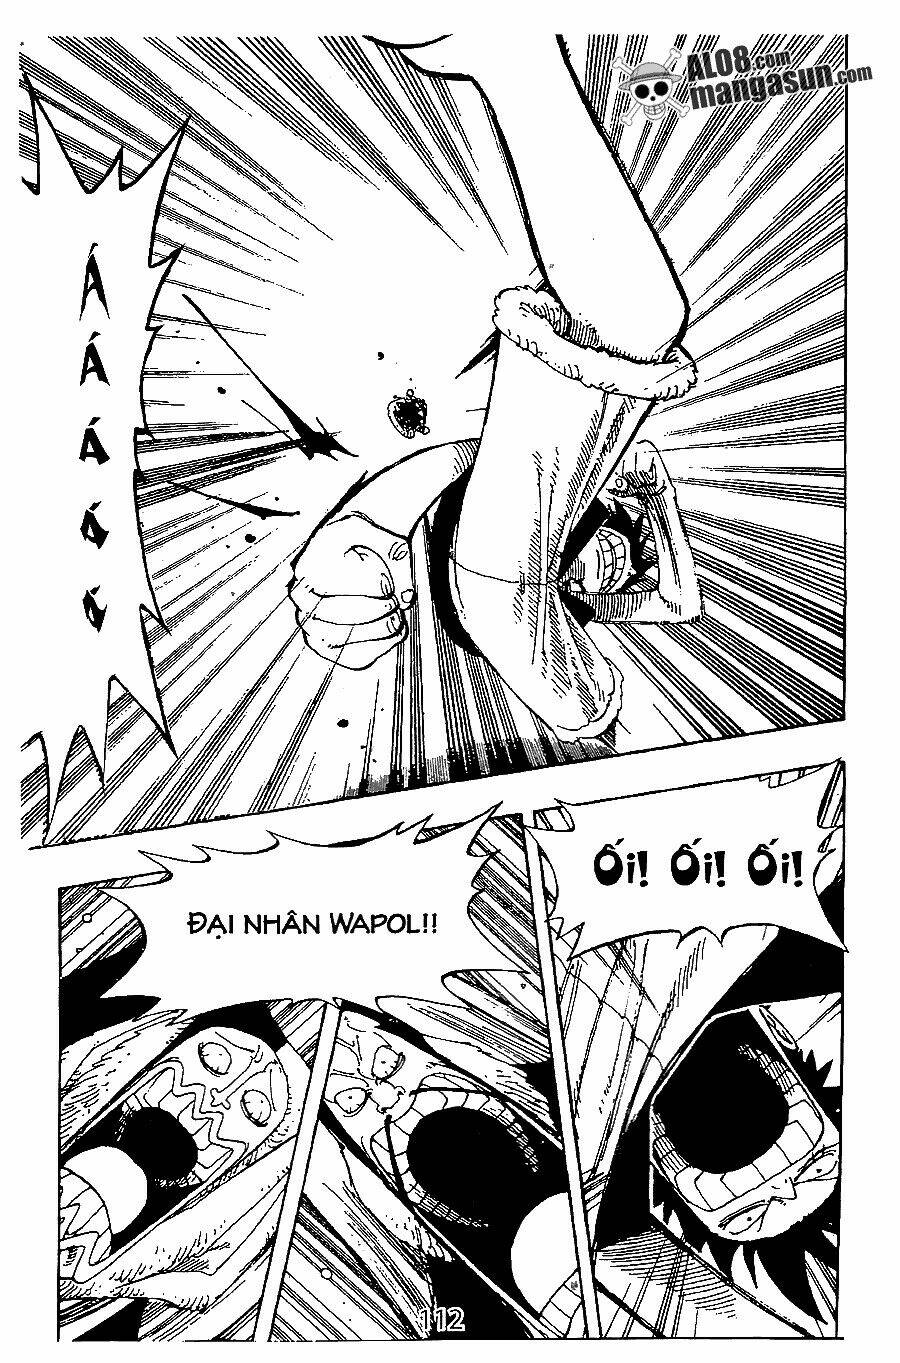 AL08.com
mangasun.com
Á
Á
Á
Á
Á
ỐI! ỐI! ỐI!
ĐẠI NHÂN WAPOL!!
112